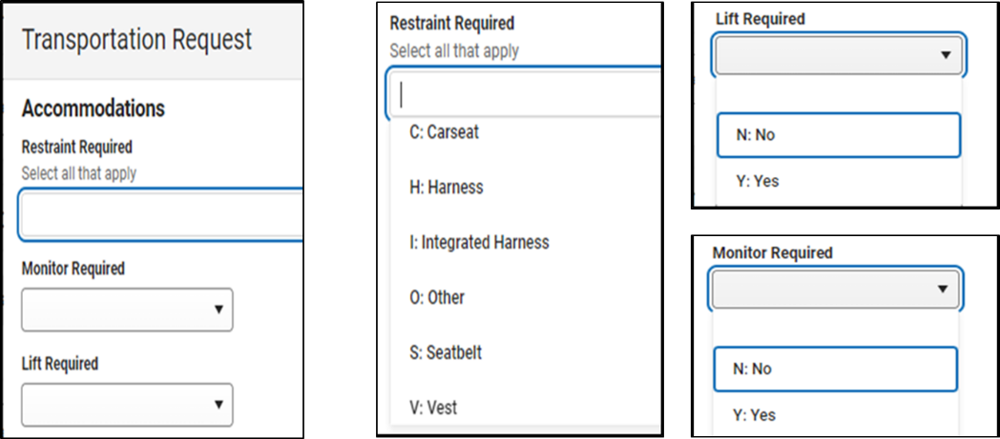 Transportation Request
Accommodations
Restraint Required
Select all that apply
Monitor Required
Lift Required
Restraint Required
Select all that apply
C: Carseat
H: Harness
I: Integrated Harness
O: Other
S: Seatbelt
V: Vest
Lift Required
N: No
Y: Yes
Monitor Required
N: No
Y: Yes